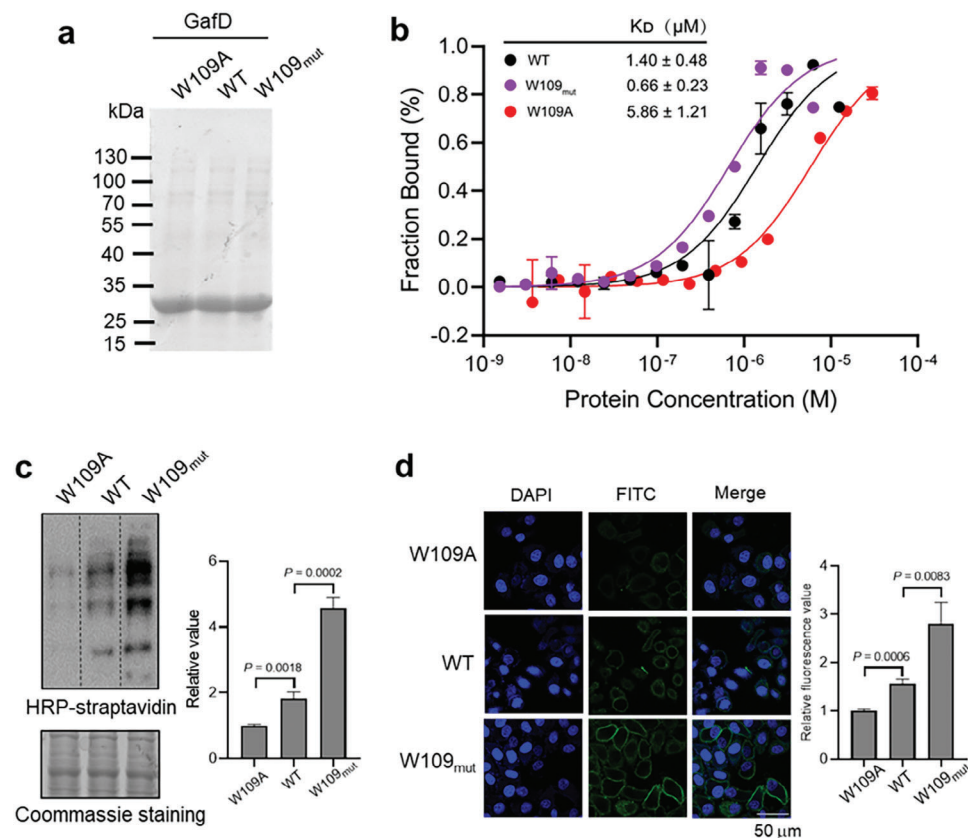 a
GafD
W109A WT W109mut
kDa
130
100
70
55
40
35
25
15
b
KD (μM)
WT 1.40 ± 0.48
W109mut 0.66 ± 0.23
W109A 5.86 ± 1.21
Fraction Bound (%)
1.0
0.8
0.6
0.4
0.2
0.0
-0.2
10-9 10-8 10-7 10-6 10-5 10-4
Protein Concentration (M)
c
W109A WT W109mut
HRP-straptavidin
Coommassie staining
Relative value
6
4
2
0
P = 0.0018
P = 0.0002
W109A WT W109mut
d
DAPI FITC Merge
W109A
WT
W109mut
50 μm
Relative fluorescence value
4
3
2
1
0
P = 0.0006
P = 0.0083
W109A WT W109mut